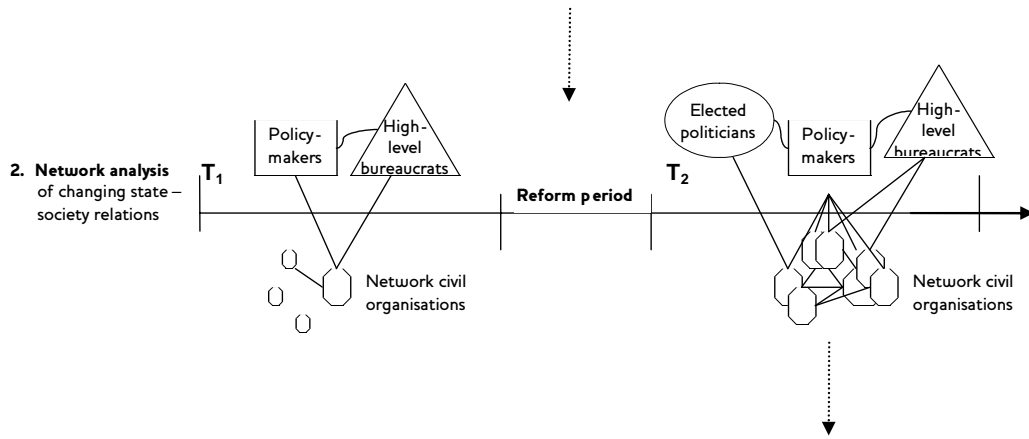 2. Network analysis
of changing state –
society relations
T1
Policy-
makers
High-
level
bureaucrats
Network civil
organisations
Reform period
T2
Elected
politicians
Policy-
makers
High-
level
bureaucrats
Network civil
organisations